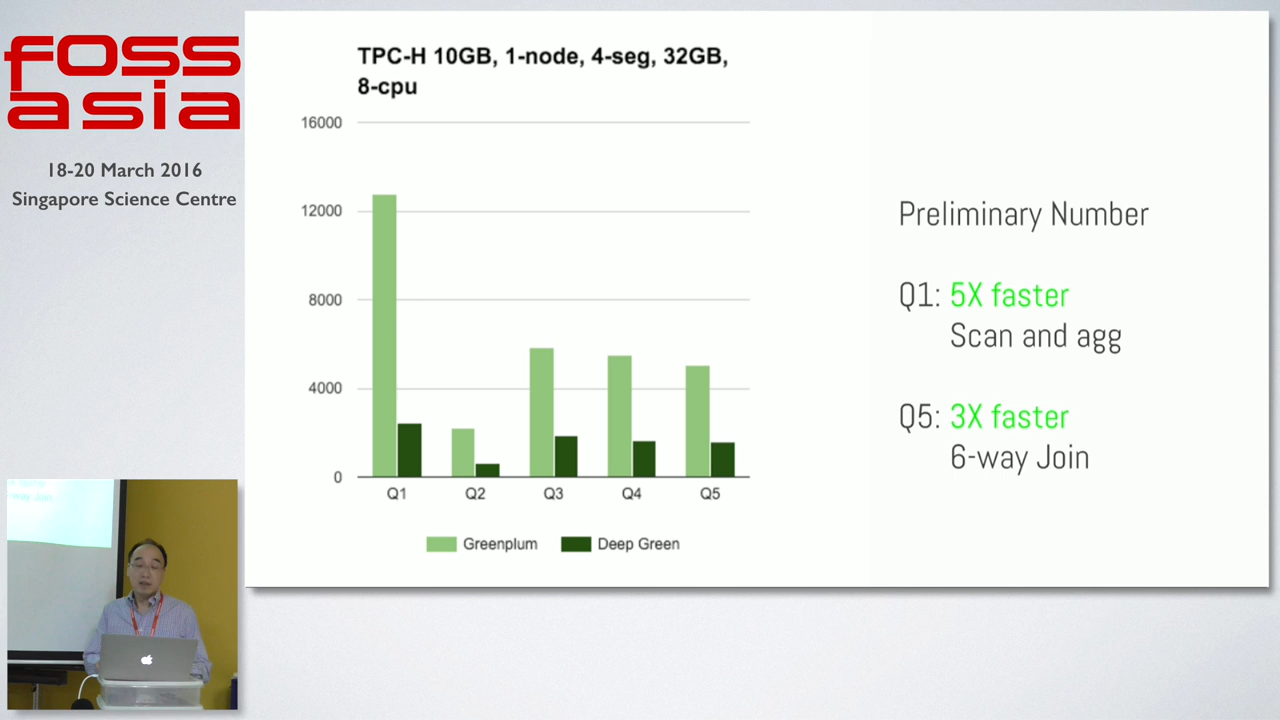 fOSS
asia
18-20 March 2016
Singapore Science Centre
TPC-H 10GB, 1-node, 4-seg, 32GB,
8-cpu
16000
12000
8000
4000
0
Q1 Q2 Q3 Q4 Q5
Greenplum Deep Green
Preliminary Number
Q1: 5X faster
Scan and agg
Q5: 3X faster
6-way Join